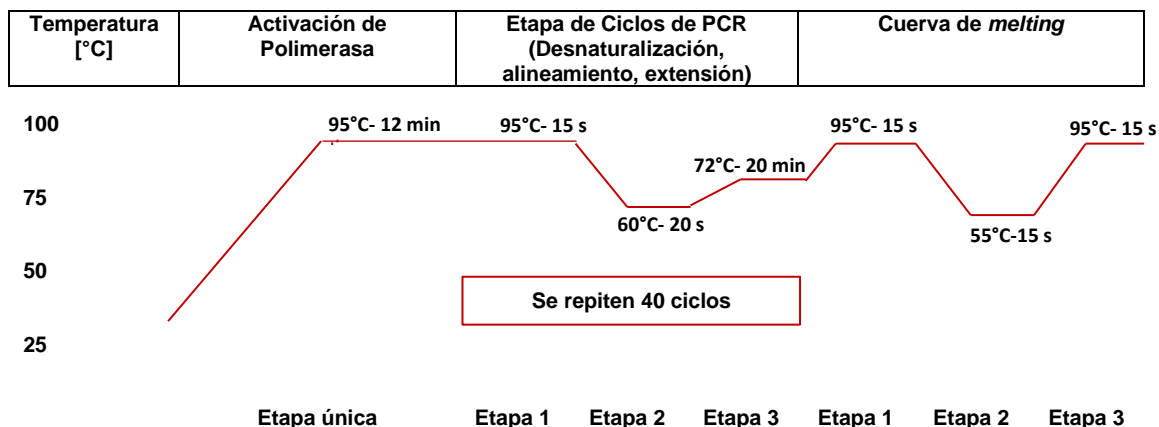 Temperatura [°C]
Activación de Polimerasa
Etapa de Ciclos de PCR (Desnaturalización, alineamiento, extensión)
Cuerva de melting
100
95°C- 12 min
95°C- 15 s
95°C- 15 s
95°C- 15 s
72°C- 20 min
75
60°C- 20 s
55°C-15 s
50
Se repiten 40 ciclos
25
Etapa única
Etapa 1
Etapa 2
Etapa 3
Etapa 1
Etapa 2
Etapa 3